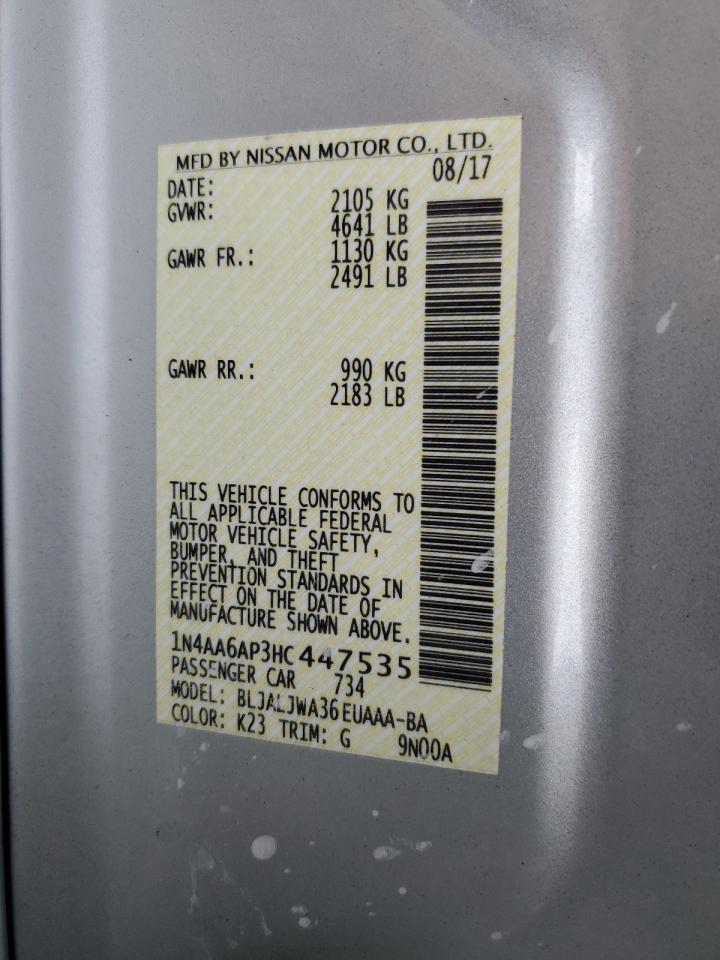 MFD BY NISSAN MOTOR CO., LTD.
DATE: 08/17
GVWR: 2105 KG
4641 LB
GAWR FR.: 1130 KG
2491 LB
GAWR RR.: 990 KG
2183 LB
THIS VEHICLE CONFORMS TO
ALL APPLICABLE FEDERAL
MOTOR VEHICLE SAFETY,
BUMPER, AND THEFT
PREVENTION STANDARDS IN
EFFECT ON THE DATE OF
MANUFACTURE SHOWN ABOVE.
1N4AA6AP3HC447535
PASSENGER CAR 734
MODEL: BLJALJWA36EUAAA-BA
COLOR: K23 TRIM: G 9N00A